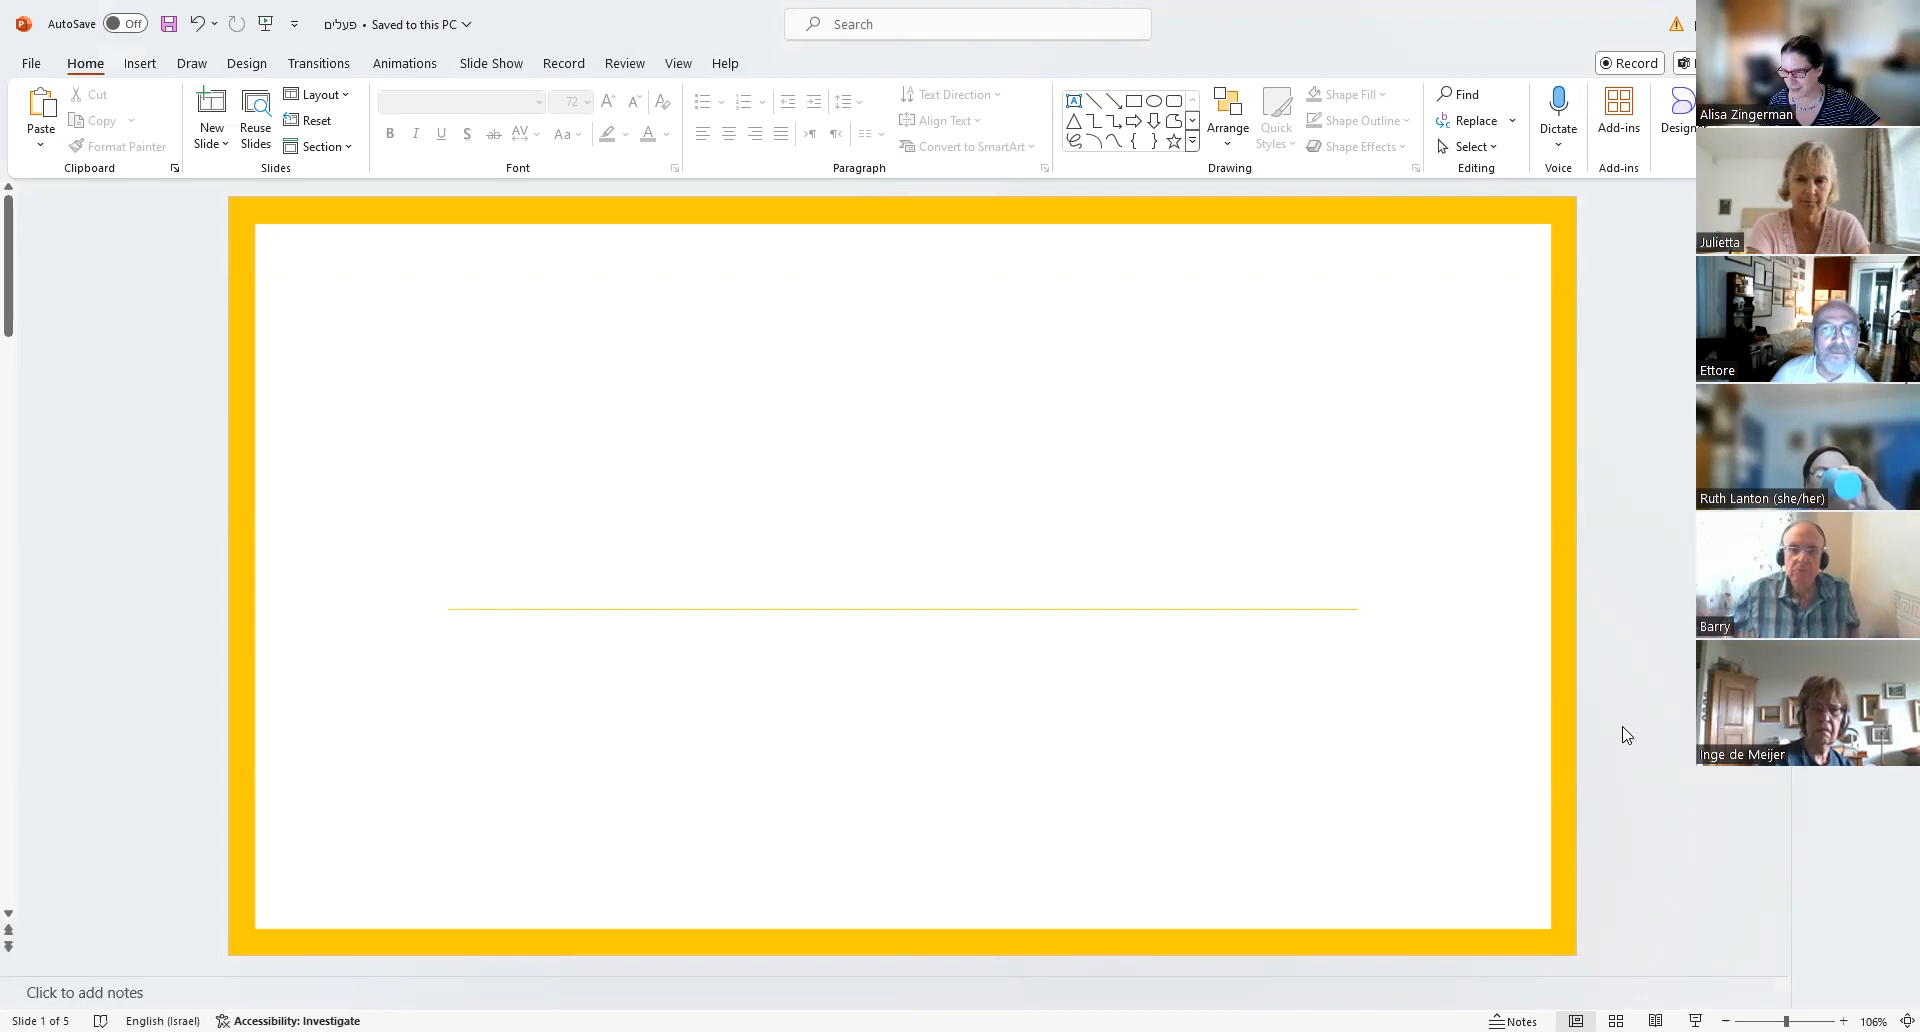 AutoSave Off פעלים • Saved to this PC Search
File Home Insert Draw Design Transitions Animations Slide Show Record Review View Help Record
Paste Cut Copy Format Painter Clipboard
New Slide Reuse Slides Layout Reset Section Slides
72 Font
Paragraph Text Direction Align Text Convert to SmartArt
Arrange Quick Styles Shape Fill Shape Outline Shape Effects Drawing
Find Replace Select Editing
Dictate Voice
Add-ins Add-ins
Alisa Zingerman
Julietta
Ettore
Ruth Lanton (she/her)
Barry
Inge de Meijer
Click to add notes
Slide 1 of 5 English (Israel) Accessibility: Investigate Notes 106%